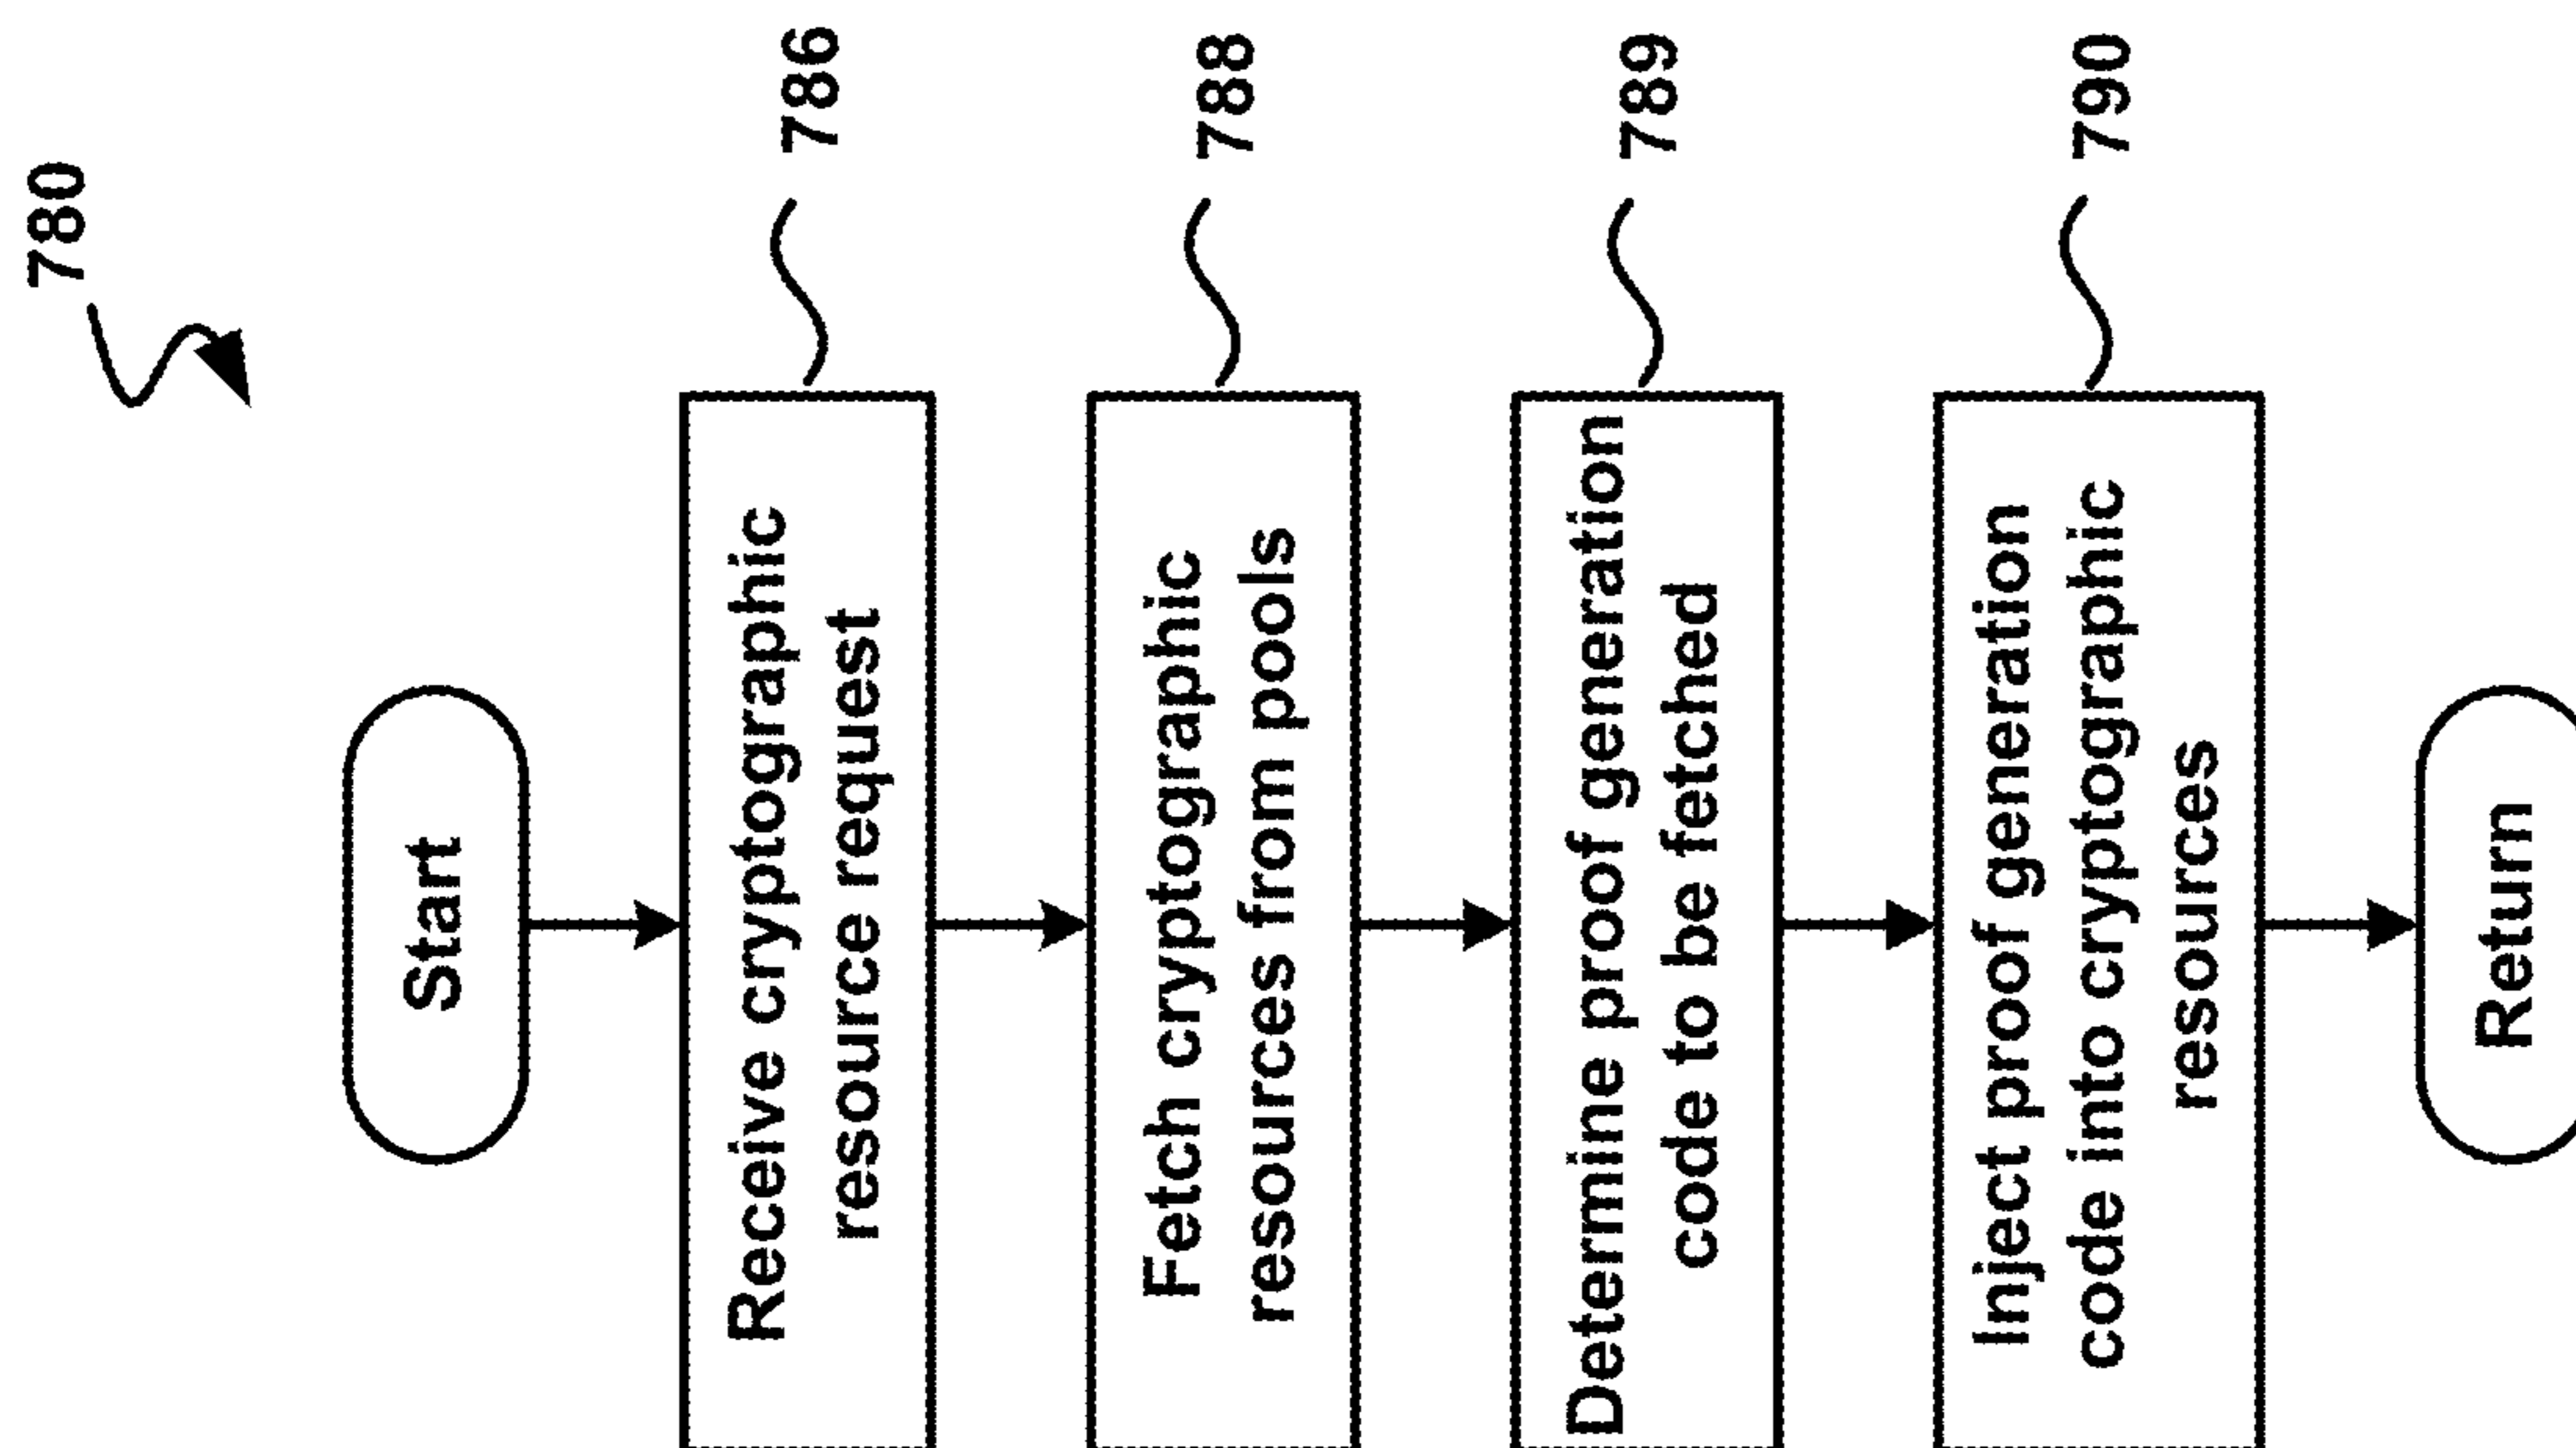 780
Start
Receive cryptographic
resource request
786
Fetch cryptographic
resources from pools
788
Determine proof generation
code to be fetched
789
Inject proof generation
code into cryptographic
resources
790
Return